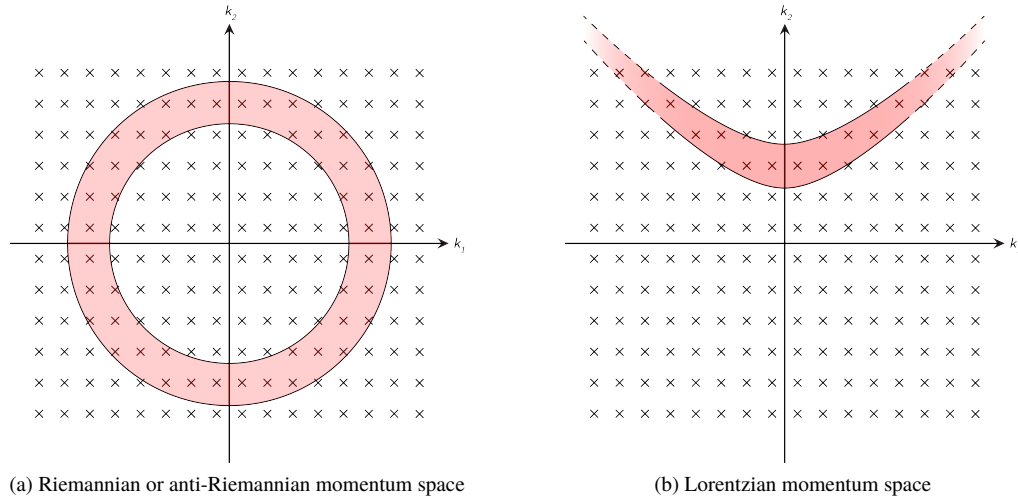 k₂
k₁
(a) Riemannian or anti-Riemannian momentum space
k₂
k
(b) Lorentzian momentum space